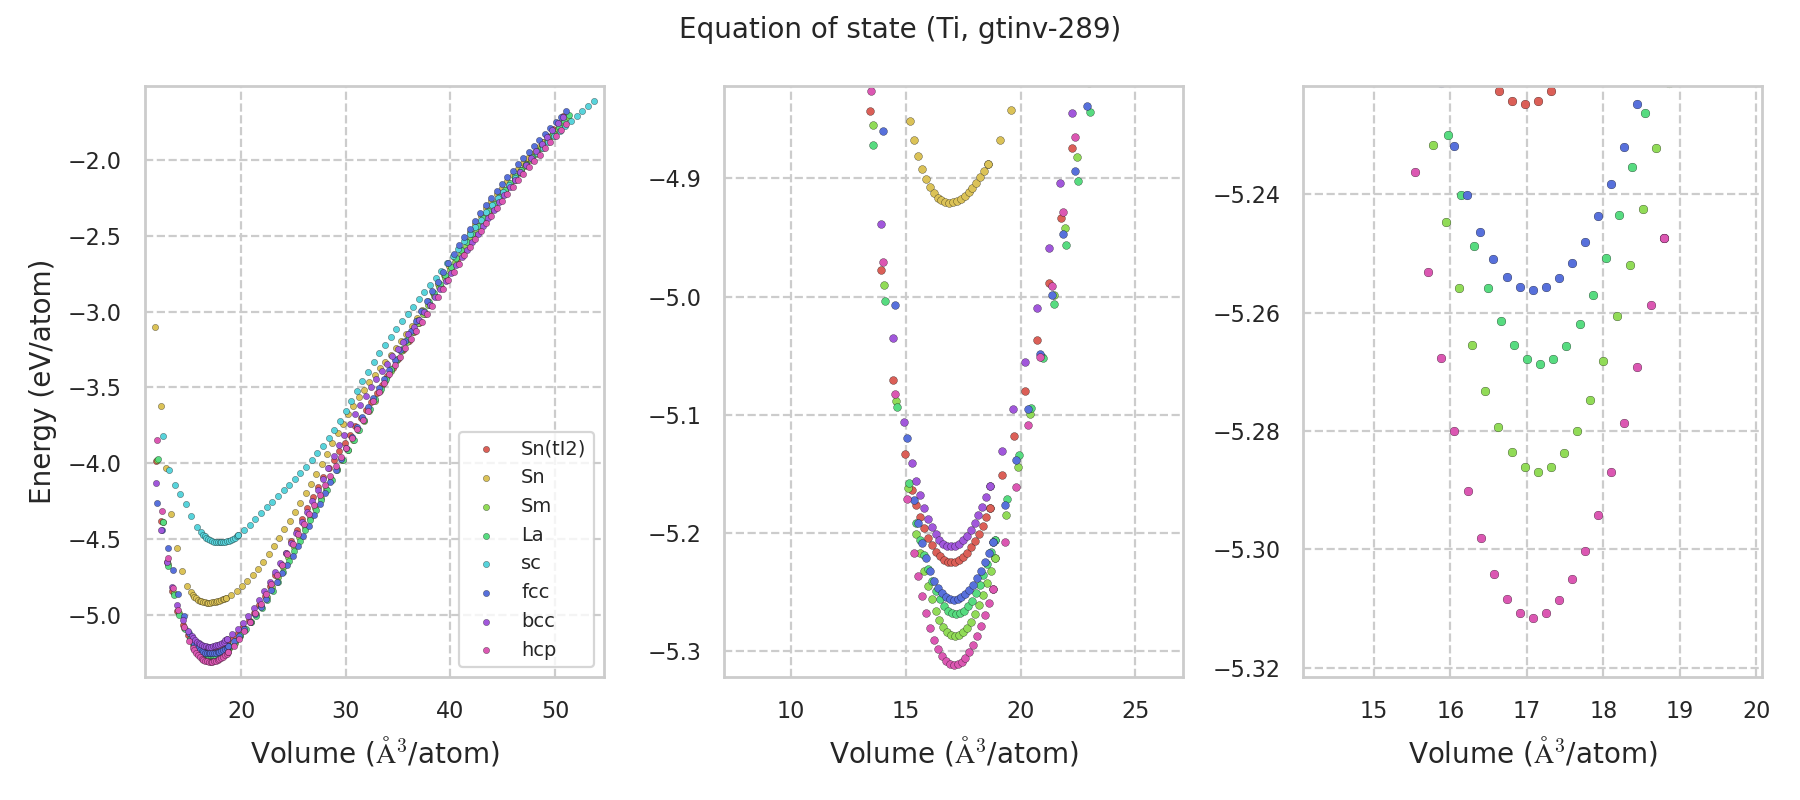 Equation of state (Ti, gtinv-289)
Energy (eV/atom)
−2.0
−2.5
−3.0
−3.5
−4.0
−4.5
−5.0
20
30
40
50
Volume (Å³/atom)
Sn(tI2)
Sn
Sm
La
sc
fcc
bcc
hcp
−4.9
−5.0
−5.1
−5.2
−5.3
10
15
20
25
Volume (Å³/atom)
−5.24
−5.26
−5.28
−5.30
−5.32
15
16
17
18
19
20
Volume (Å³/atom)